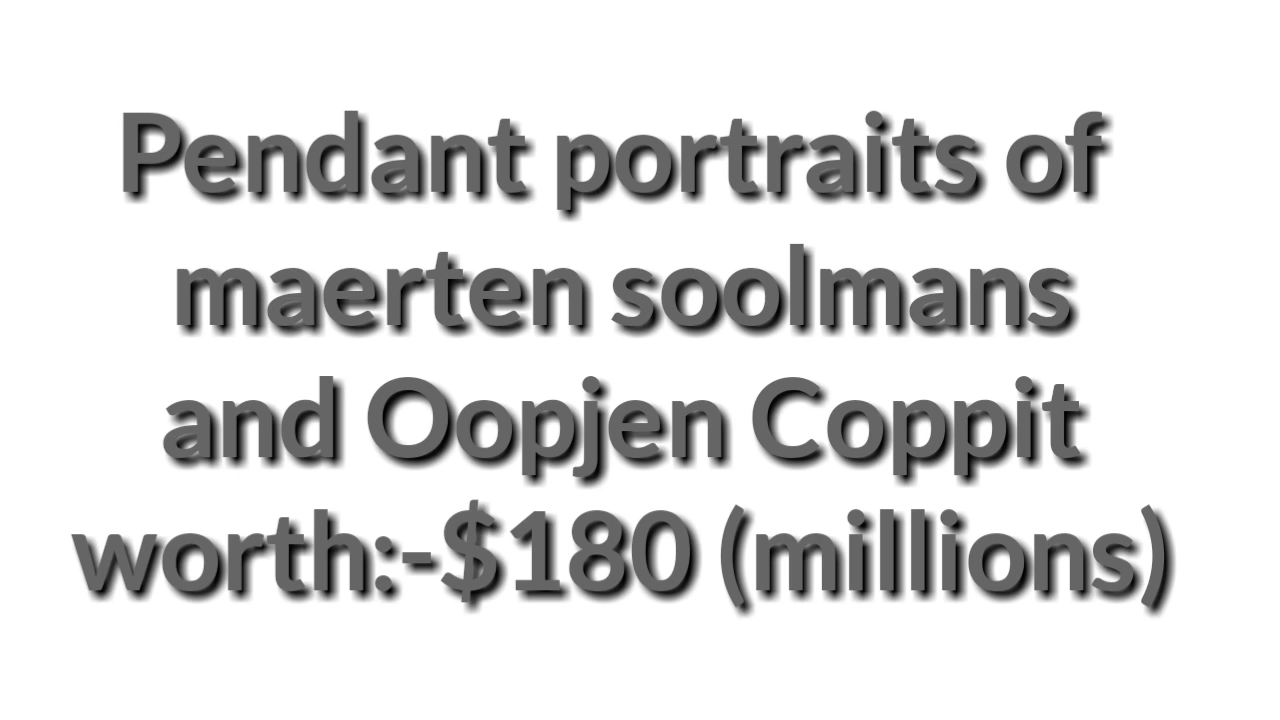 Pendant portraits of
maerten soolmans
and Oopjen Coppit
worth:-$180 (millions)